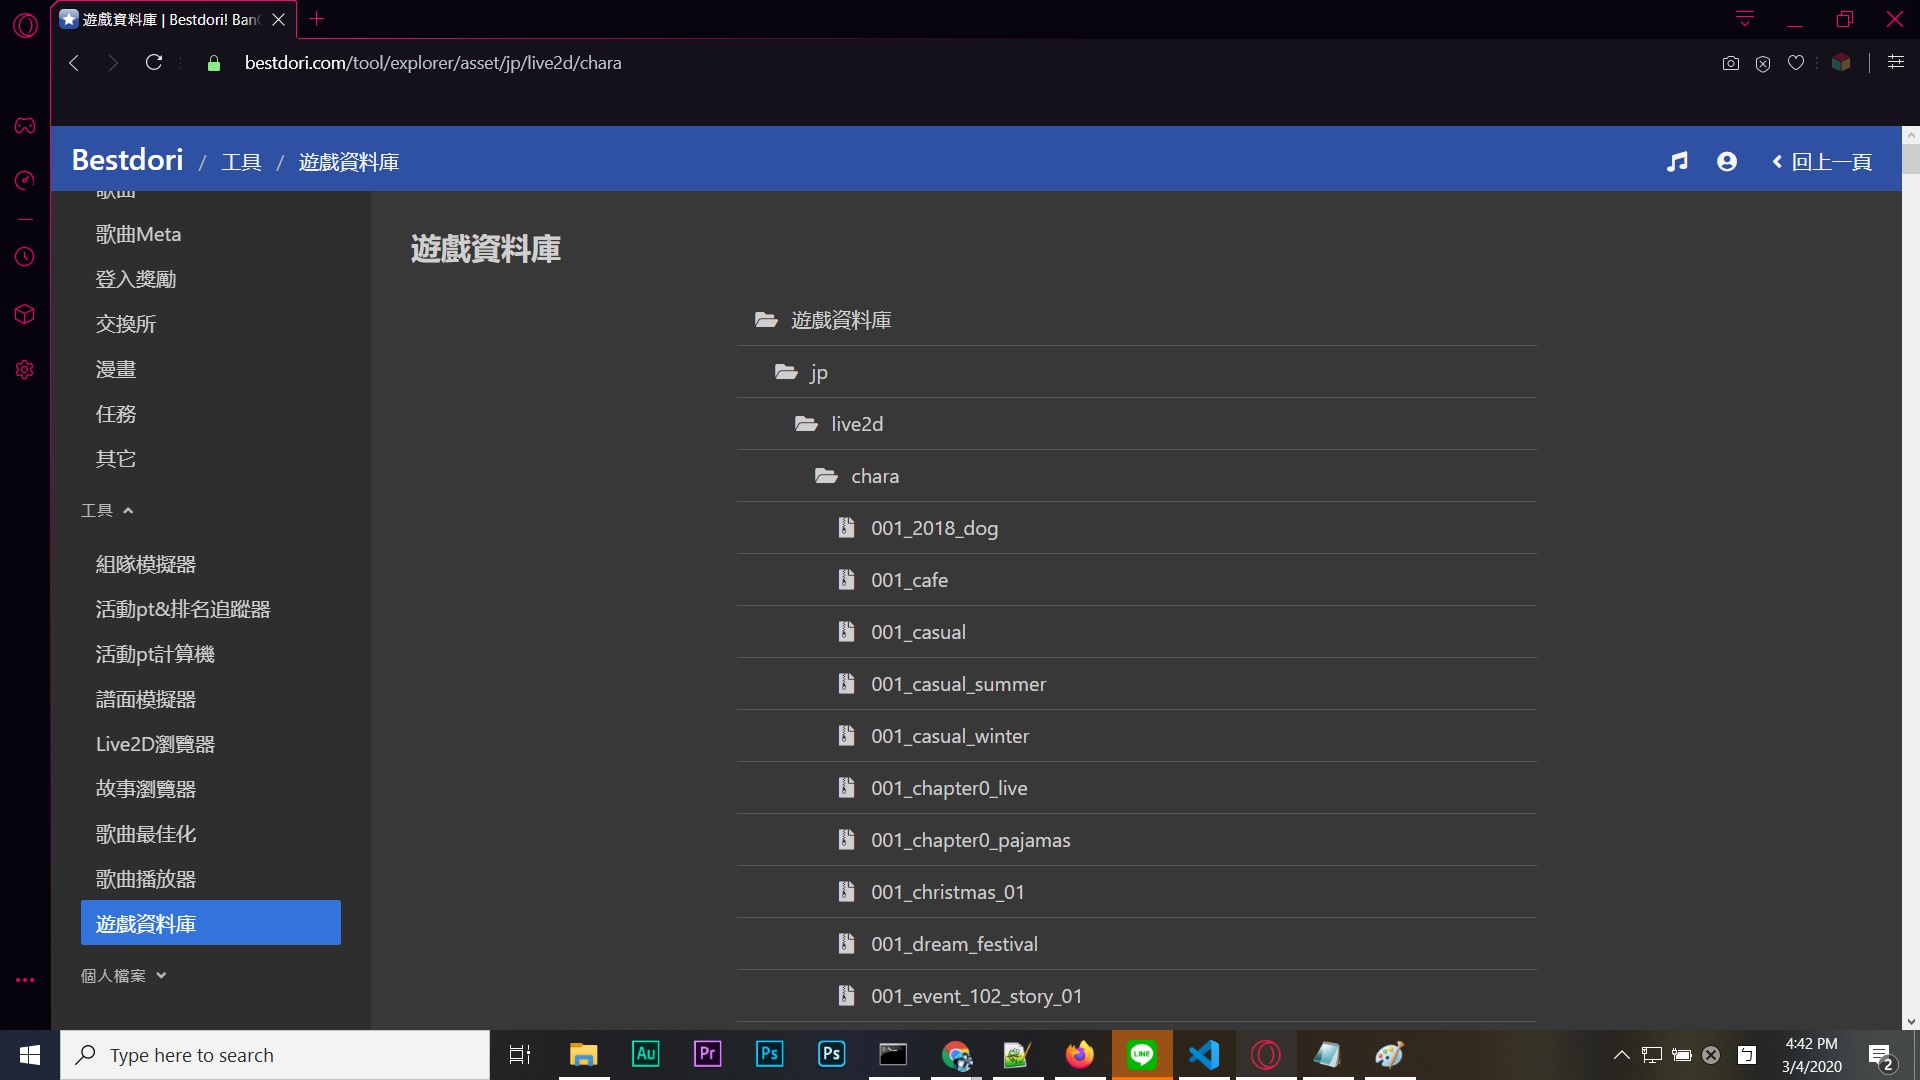 遊戲資料庫 | Bestdori! Ban
bestdori.com/tool/explorer/asset/jp/live2d/chara
Bestdori / 工具 / 遊戲資料庫
回上一頁
歌曲
歌曲Meta
登入獎勵
交換所
漫畫
任務
其它
工具
組隊模擬器
活動pt&排名追蹤器
活動pt計算機
譜面模擬器
Live2D瀏覽器
故事瀏覽器
歌曲最佳化
歌曲播放器
遊戲資料庫
個人檔案
遊戲資料庫
遊戲資料庫
jp
live2d
chara
001_2018_dog
001_cafe
001_casual
001_casual_summer
001_casual_winter
001_chapter0_live
001_chapter0_pajamas
001_christmas_01
001_dream_festival
001_event_102_story_01
Type here to search
Au
Pr
Ps
Ps
LINE
ㄅ
4:42 PM
3/4/2020
2